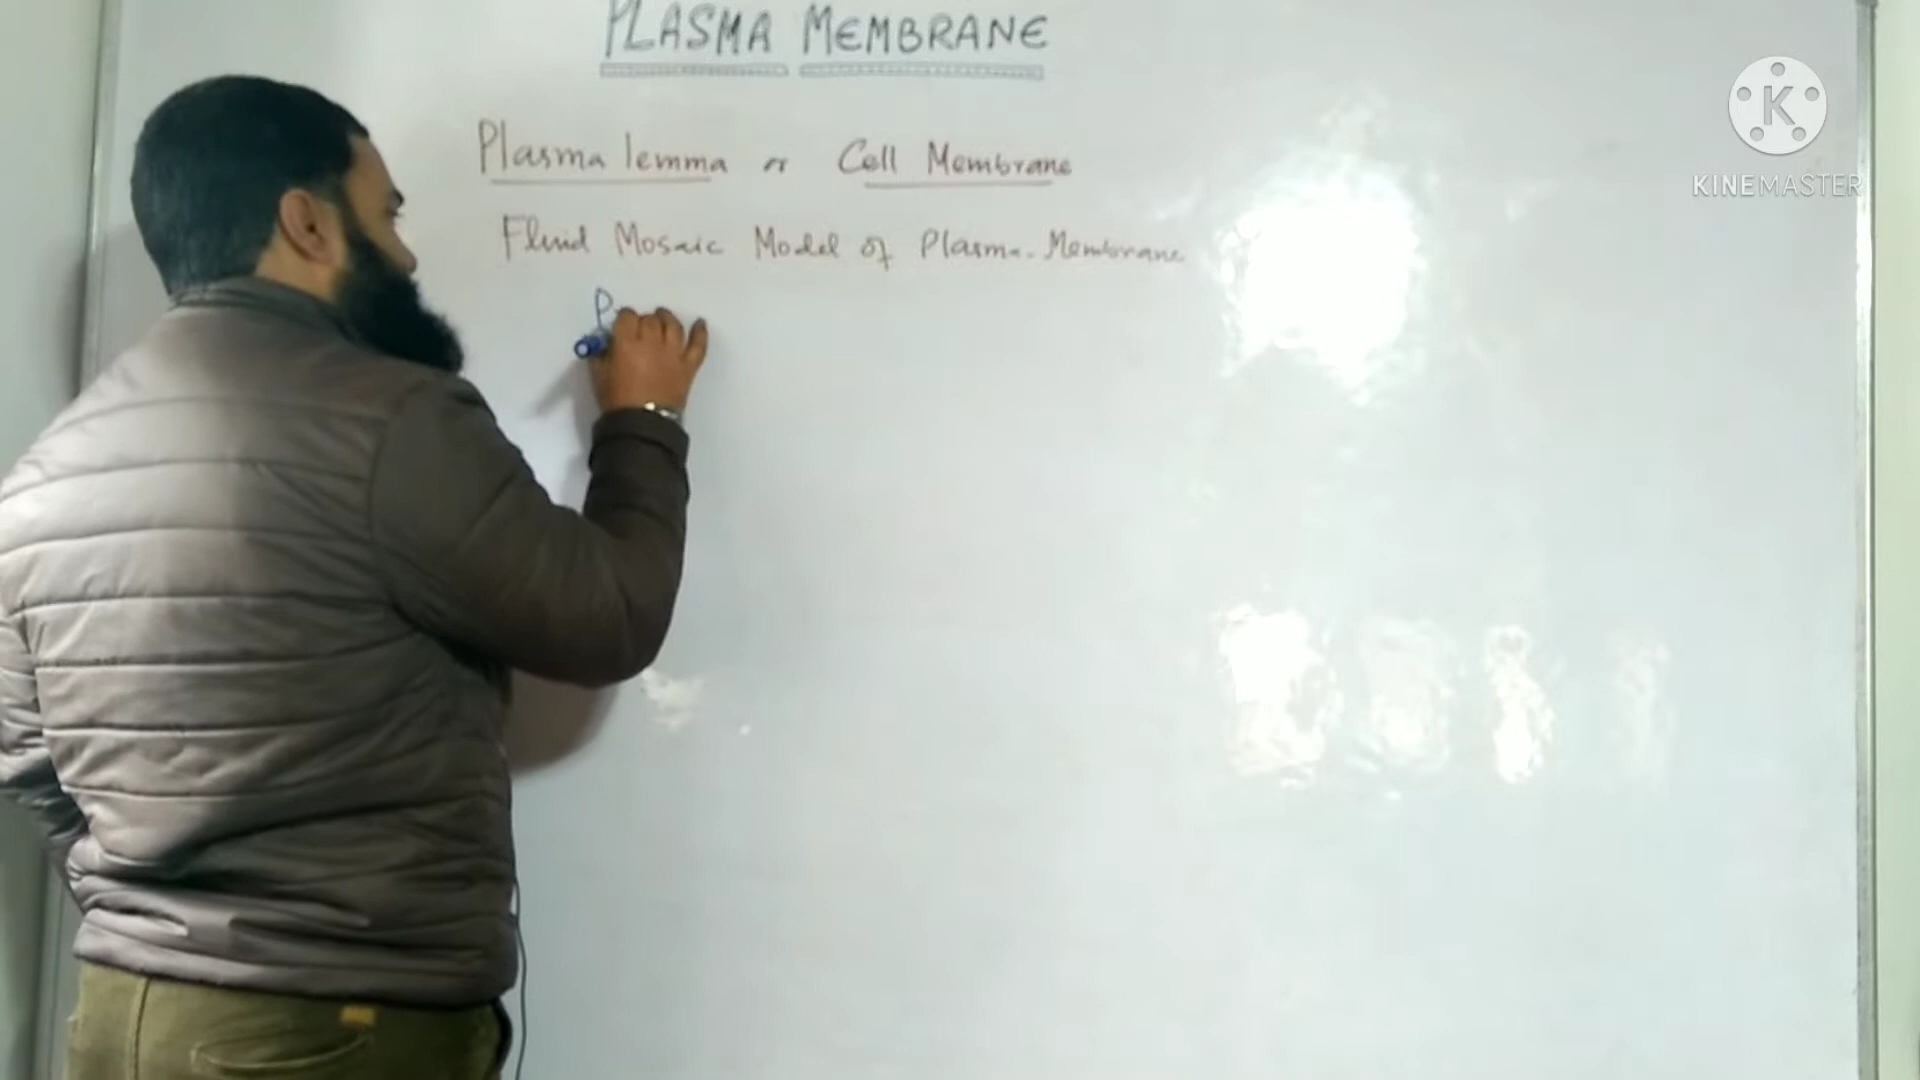 PLASMA MEMBRANE
Plasma lemma or Cell Membrane
Fluid Mosaic Model of Plasma-Membrane
P
KINEMASTER